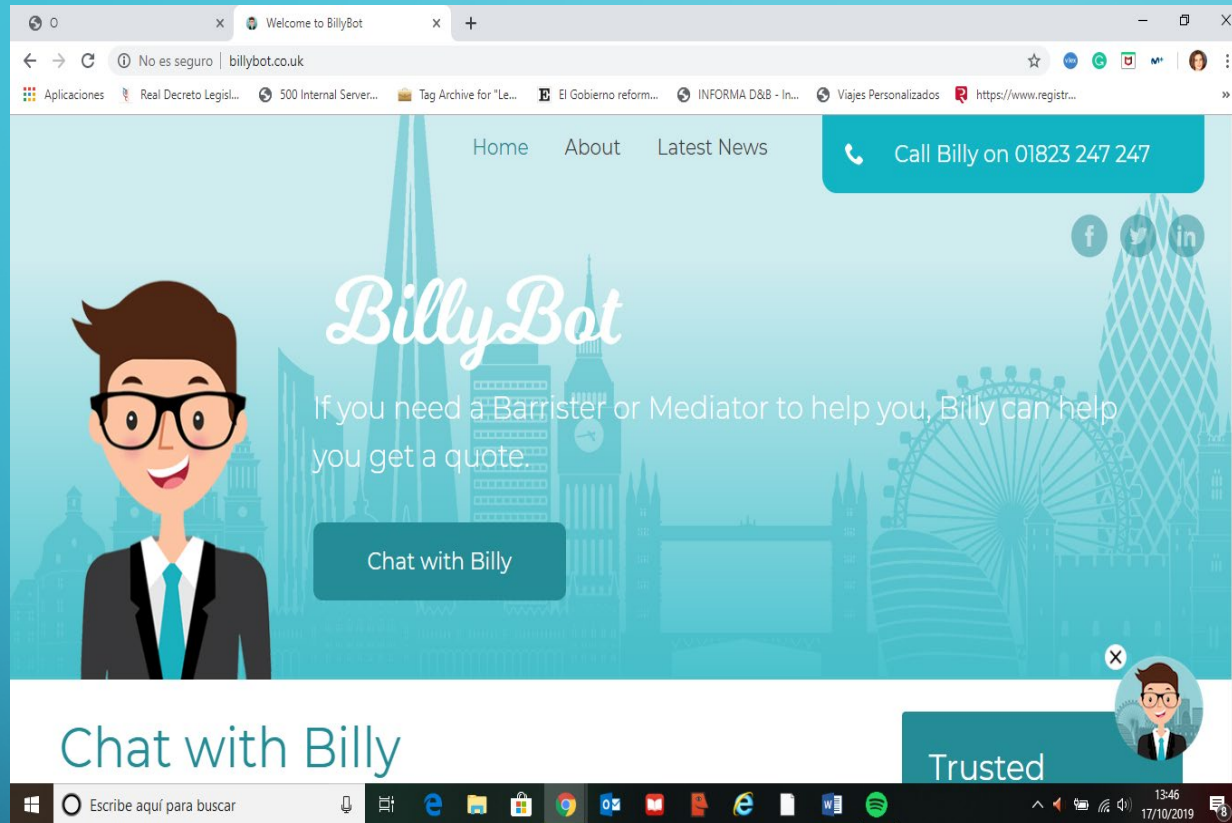 O
Welcome to BillyBot
No es seguro | billybot.co.uk
Aplicaciones Real Decreto Legisl... 500 Internal Server... Tag Archive for "Le... El Gobierno reform... INFORMA D&B - In... Viajes Personalizados https://www.registr... »
Home About Latest News Call Billy on 01823 247 247
BillyBot
If you need a Barrister or Mediator to help you, Billy can help
you get a quote.
Chat with Billy
Chat with Billy
Trusted
Escribe aquí para buscar
13:46
17/10/2019